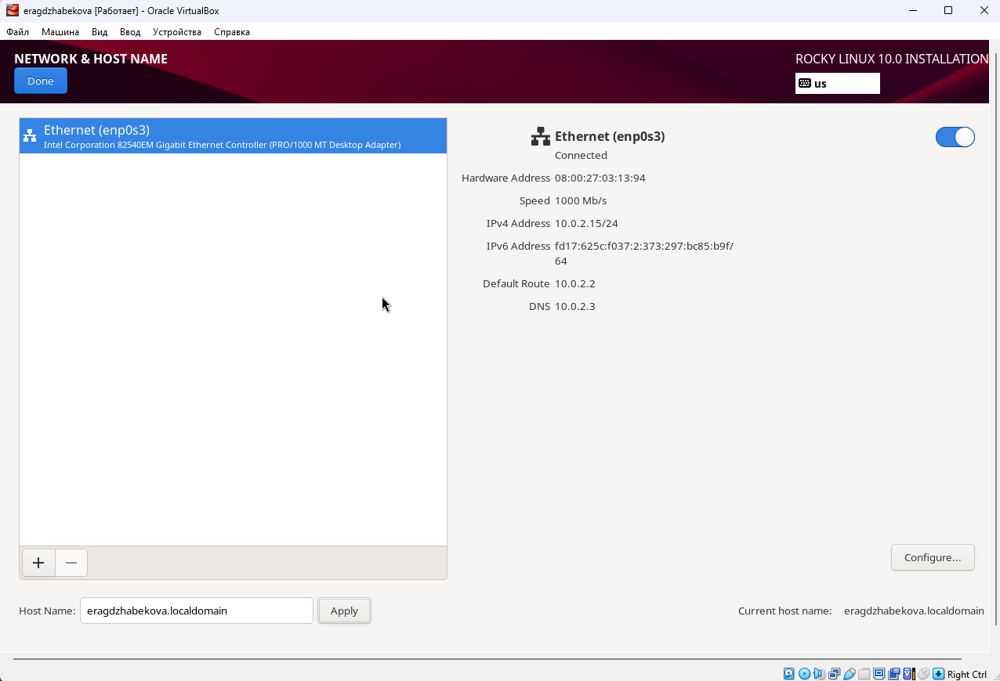 eragdzhabekova [Работает] - Oracle VirtualBox
Файл Машина Вид Ввод Устройства Справка
NETWORK & HOST NAME
ROCKY LINUX 10.0 INSTALLATION
Done
us
Ethernet (enp0s3)
Intel Corporation 82540EM Gigabit Ethernet Controller (PRO/1000 MT Desktop Adapter)
Ethernet (enp0s3)
Connected
Hardware Address 08:00:27:03:13:94
Speed 1000 Mb/s
IPv4 Address 10.0.2.15/24
IPv6 Address fd17:625c:f037:2:373:297:bc85:b9f/
64
Default Route 10.0.2.2
DNS 10.0.2.3
Configure...
Host Name: eragdzhabekova.localdomain Apply
Current host name: eragdzhabekova.localdomain
Right Ctrl